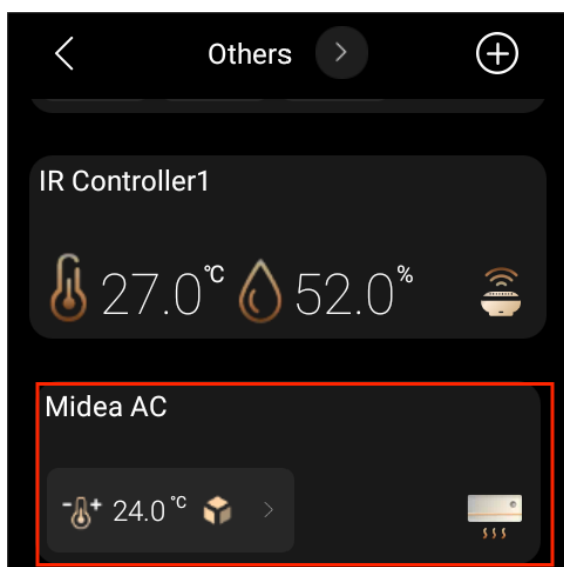 Others
IR Controller1
27.0℃ 52.0%
Midea AC
24.0℃